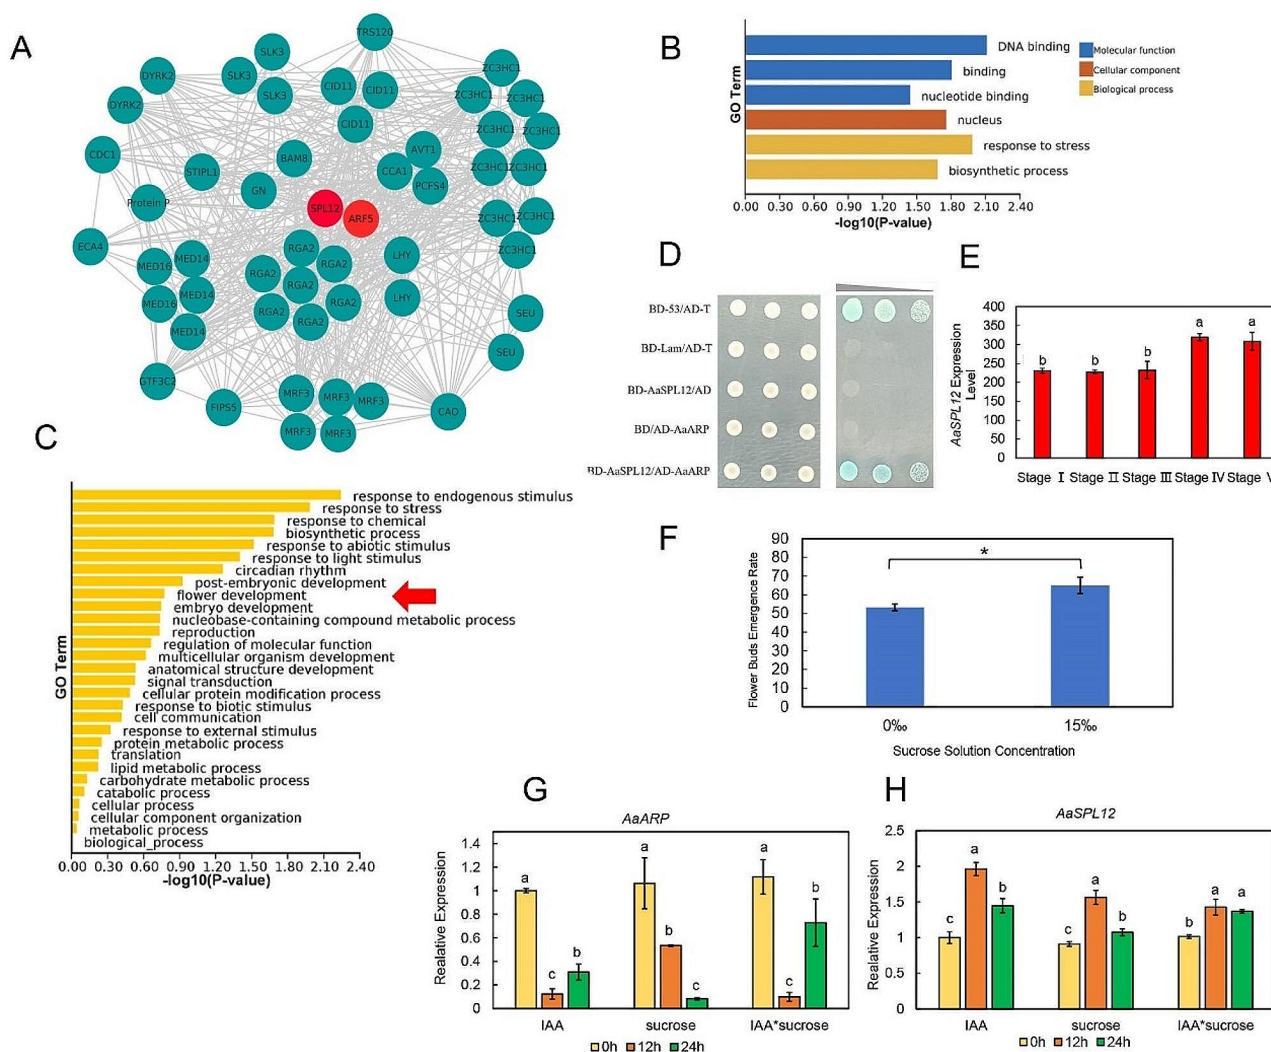 A
TRS120
SLK3
SLK3
SLK3
DYRK2
DYRK2
CID11
CID11
CID11
ZC3HC1
ZC3HC1
ZC3HC1
ZC3HC1
ZC3HC1
ZC3HC1
ZC3HC1
ZC3HC1
ZC3HC1
ZC3HC1
CDC1
STIPL1
BAM8
AVT1
CCA1
PCFS4
GN
Protein P
SPL12
ARF5
ECA4
MED16
MED14
MED16
MED14
MED14
RGA2
RGA2
RGA2
RGA2
RGA2
RGA2
RGA2
LHY
LHY
SEU
SEU
GTF3C2
FIPS5
MRF3
MRF3
MRF3
MRF3
MRF3
CAO
B
GO Term
DNA binding
binding
nucleotide binding
nucleus
response to stress
biosynthetic process
Molecular function
Cellular component
Biological process
0.00 0.30 0.60 0.90 1.20 1.50 1.80 2.10 2.40
-log10(P-value)
C
GO Term
response to endogenous stimulus
response to stress
response to chemical
biosynthetic process
response to abiotic stimulus
response to light stimulus
circadian rhythm
post-embryonic development
flower development
embryo development
nucleobase-containing compound metabolic process
reproduction
regulation of molecular function
multicellular organism development
anatomical structure development
signal transduction
cellular protein modification process
response to biotic stimulus
cell communication
response to external stimulus
protein metabolic process
translation
lipid metabolic process
carbohydrate metabolic process
catabolic process
cellular process
cellular component organization
metabolic process
biological_process
0.00 0.30 0.60 0.90 1.20 1.50 1.80 2.10 2.40
-log10(P-value)
D
BD-53/AD-T
BD-Lam/AD-T
BD-AaSPL12/AD
BD/AD-AaARP
BD-AaSPL12/AD-AaARP
E
AaSPL12 Expression
Level
400
350
300
250
200
150
100
50
0
b b b a a
Stage Ⅰ Stage Ⅱ Stage Ⅲ Stage Ⅳ Stage Ⅴ
F
Flower Buds Emergence Rate
90
80
70
60
50
40
30
20
10
0
*
0‰ 15‰
Sucrose Solution Concentration
G
AaARP
Realative Expression
1.4
1.2
1
0.8
0.6
0.4
0.2
0
a c b a b c a c b
IAA sucrose IAA*sucrose
0h 12h 24h
H
AaSPL12
Realative Expression
2.5
2
1.5
1
0.5
0
c a b c a b b a a
IAA sucrose IAA*sucrose
0h 12h 24h